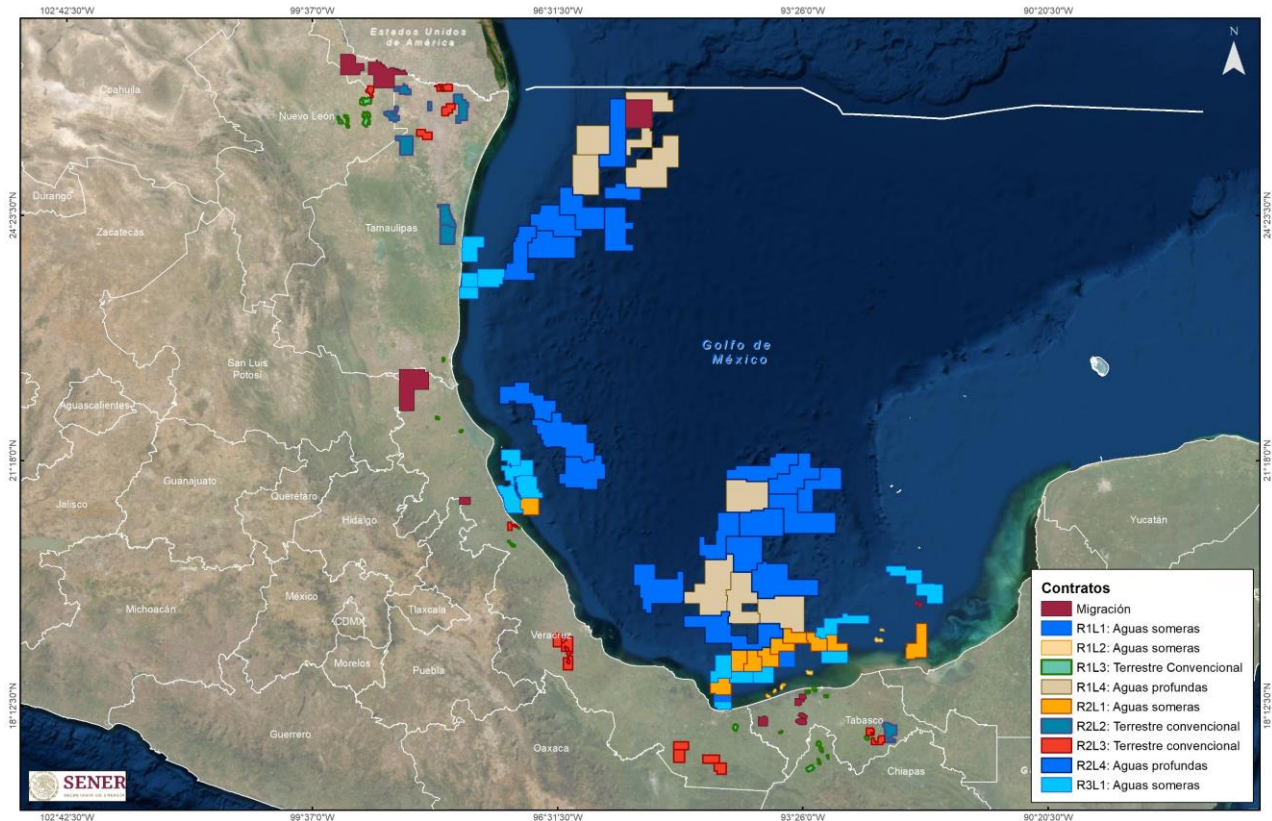 102°42'30"W 99°37'0"W 96°31'30"W 93°26'0"W 90°20'30"W
Estados Unidos
de América
N
Coahuila
Nuevo León
24°23'30"N
24°23'30"N
Durango
Zacatecas
Tamaulipas
Golfo de
México
San Luis
Potosí
Aguascalientes
21°18'0"N
21°18'0"N
Guanajuato
Querétaro
Jalisco
Hidalgo
Yucatán
Michoacán
México
Tlaxcala
CDMX
Veracruz
Morelos
Puebla
18°12'30"N
18°12'30"N
Guerrero
Oaxaca
Tabasco
Chiapas
Contratos
Migración
R1L1: Aguas someras
R1L2: Aguas someras
R1L3: Terrestre Convencional
R1L4: Aguas profundas
R2L1: Aguas someras
R2L2: Terrestre convencional
R2L3: Terrestre convencional
R2L4: Aguas profundas
R3L1: Aguas someras
SENER
102°42'30"W 99°37'0"W 96°31'30"W 93°26'0"W 90°20'30"W